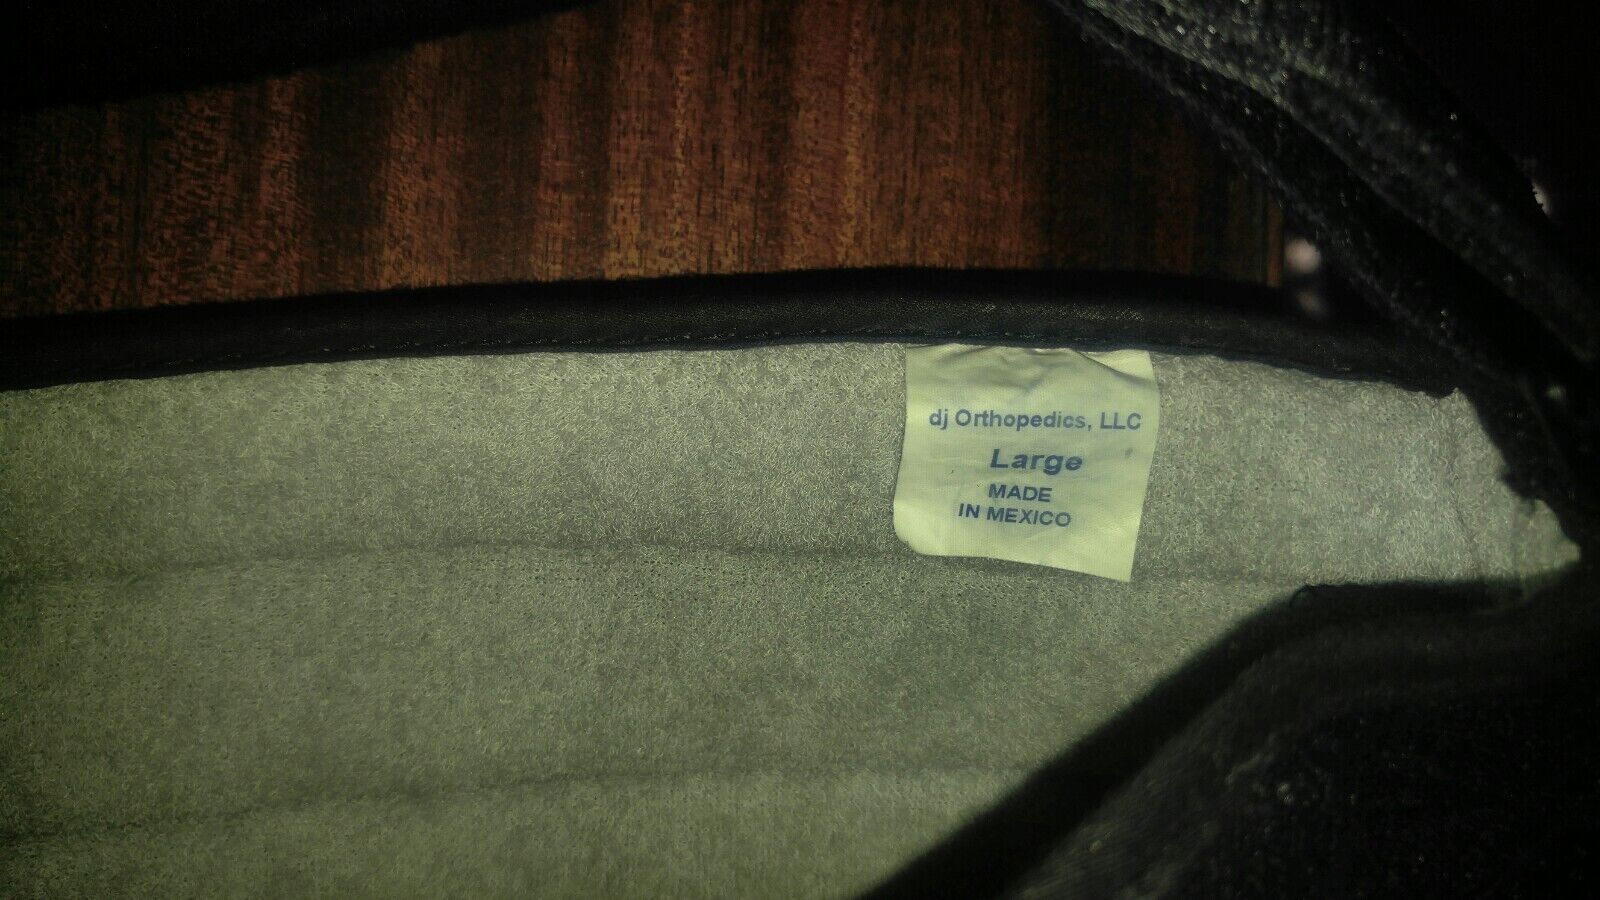 dj Orthopedics, LLC
Large
MADE
IN MEXICO